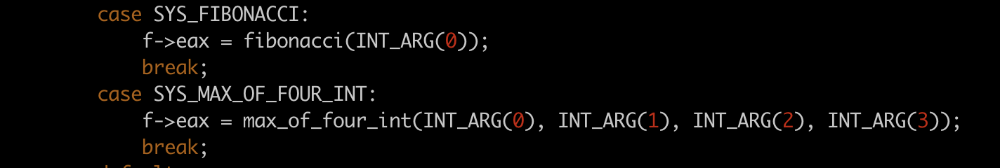 case SYS_FIBONACCI:
f->eax = fibonacci(INT_ARG(0));
break;
case SYS_MAX_OF_FOUR_INT:
f->eax = max_of_four_int(INT_ARG(0), INT_ARG(1), INT_ARG(2), INT_ARG(3));
break;